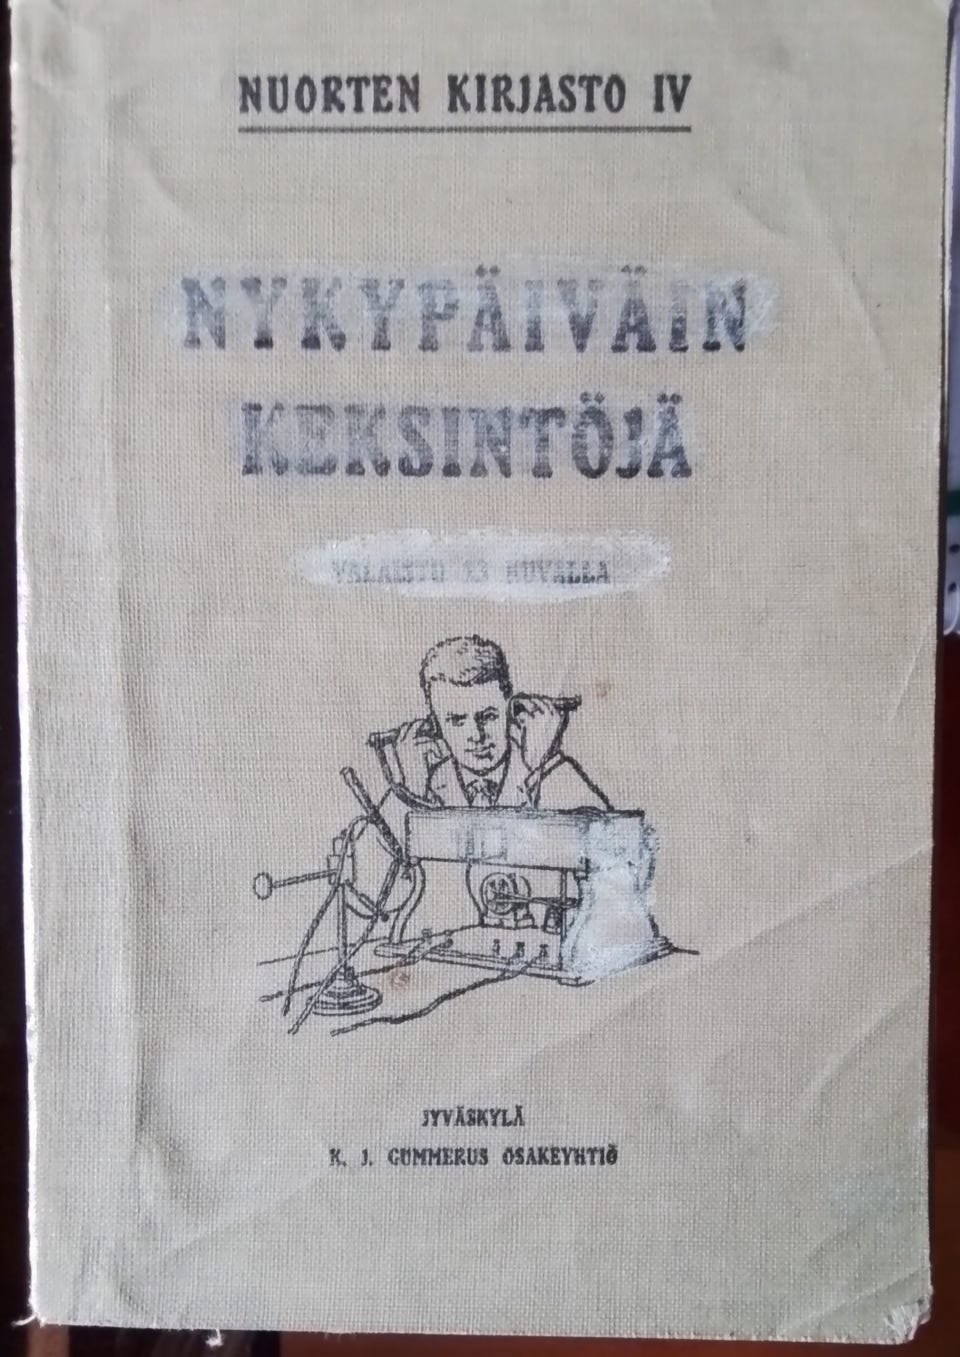 NUORTEN KIRJASTO IV
NYKYPÄIVÄIN
KEKSINTÖJÄ
VALAISTU 13 KUVALLA
JYVÄSKYLÄ
K. J. GUMMERUS OSAKEYHTIÖ